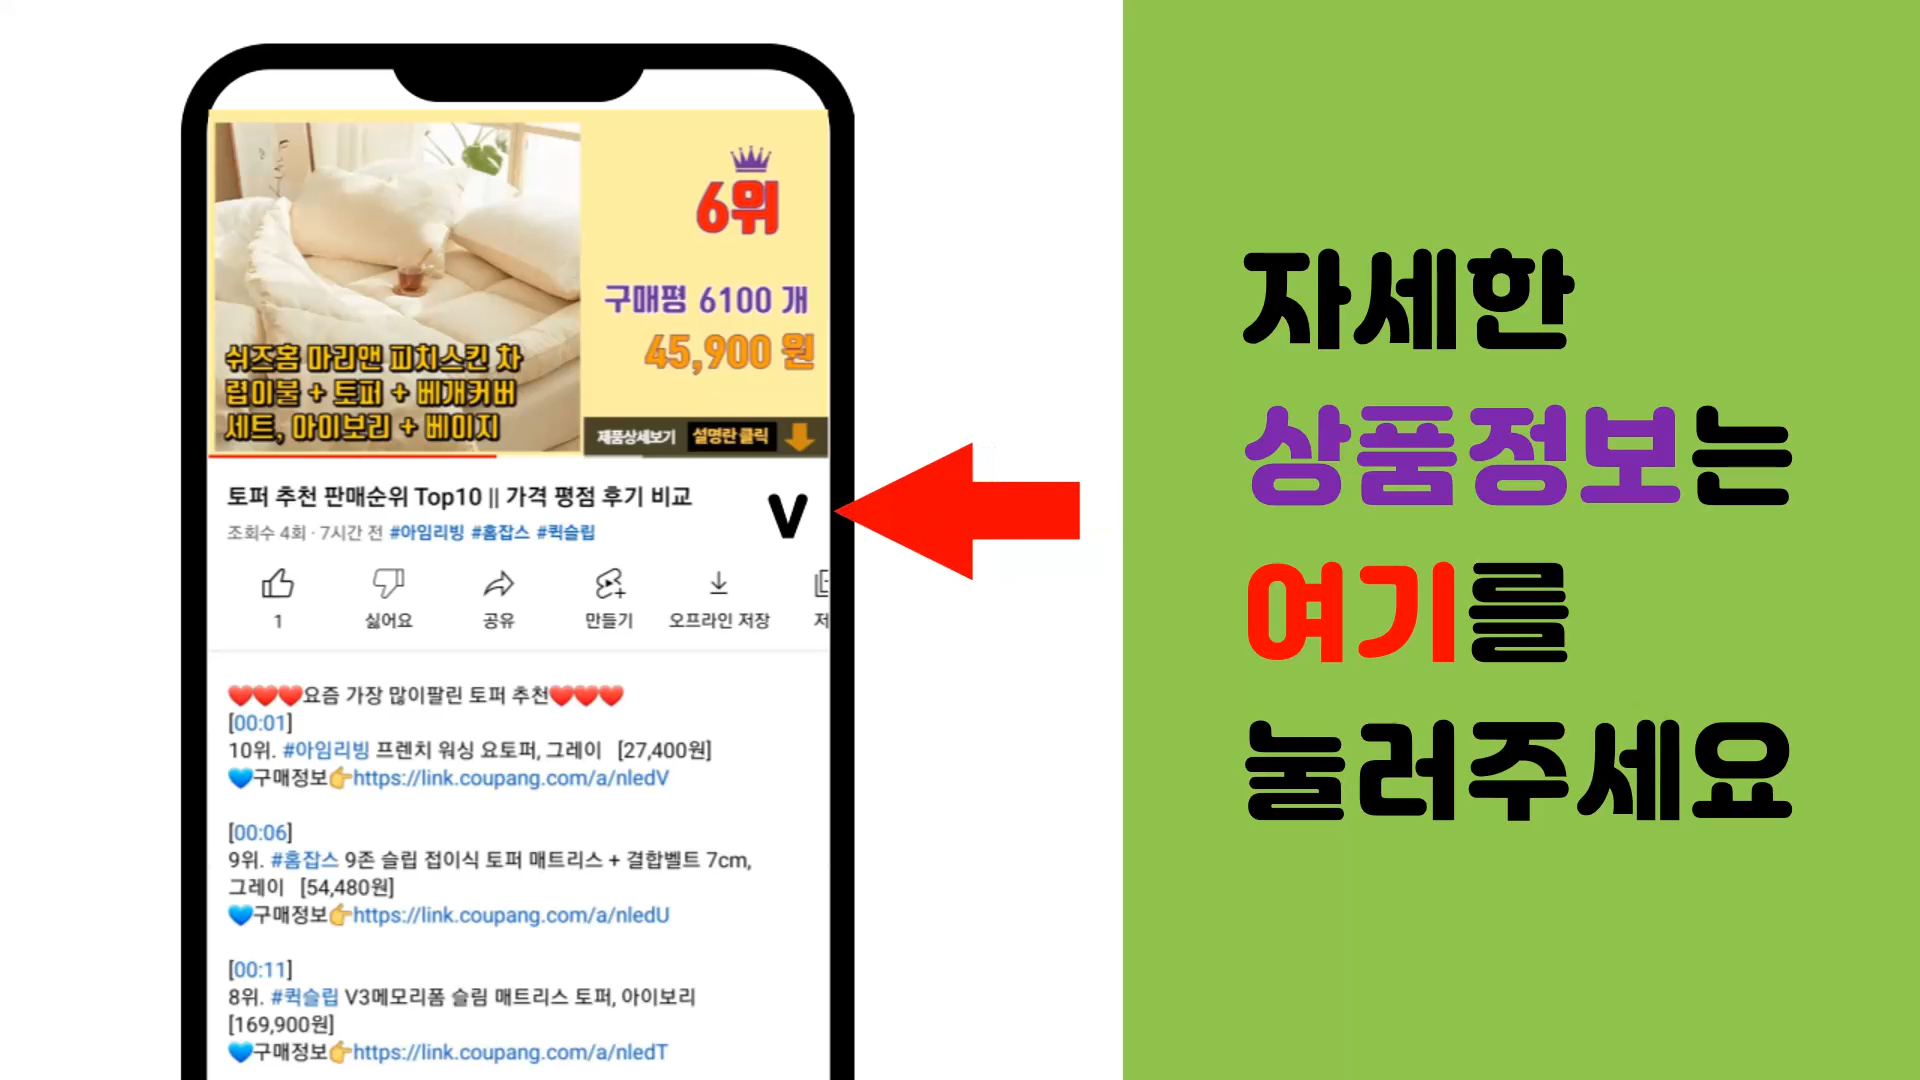 6위
구매평 6100 개
45,900 원
쉬즈홈 마리앤 피치스킨 차
렵이불 + 토퍼 + 베개커버
세트, 아이보리 + 베이지
제품상세보기 설명란 클릭
토퍼 추천 판매순위 Top10 || 가격 평점 후기 비교
V
조회수 4회 · 7시간 전 #아임리빙 #홈잡스 #퀵슬립
1 싫어요 공유 만들기 오프라인 저장 저
❤️❤️❤️요즘 가장 많이팔린 토퍼 추천❤️❤️❤️
[00:01]
10위. #아임리빙 프렌치 워싱 요토퍼, 그레이 [27,400원]
💙구매정보👉https://link.coupang.com/a/nledV
[00:06]
9위. #홈잡스 9존 슬립 접이식 토퍼 매트리스 + 결합벨트 7cm,
그레이 [54,480원]
💙구매정보👉https://link.coupang.com/a/nledU
[00:11]
8위. #퀵슬립 V3메모리폼 슬림 매트리스 토퍼, 아이보리
[169,900원]
💙구매정보👉https://link.coupang.com/a/nledT
자세한
상품정보는
여기를
눌러주세요